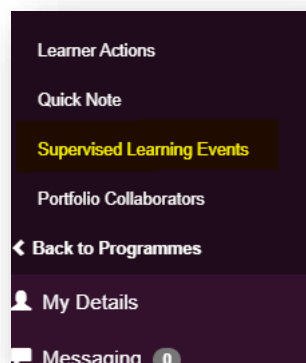 Learner Actions
Quick Note
Supervised Learning Events
Portfolio Collaborators
Back to Programmes
My Details
Messaging 0